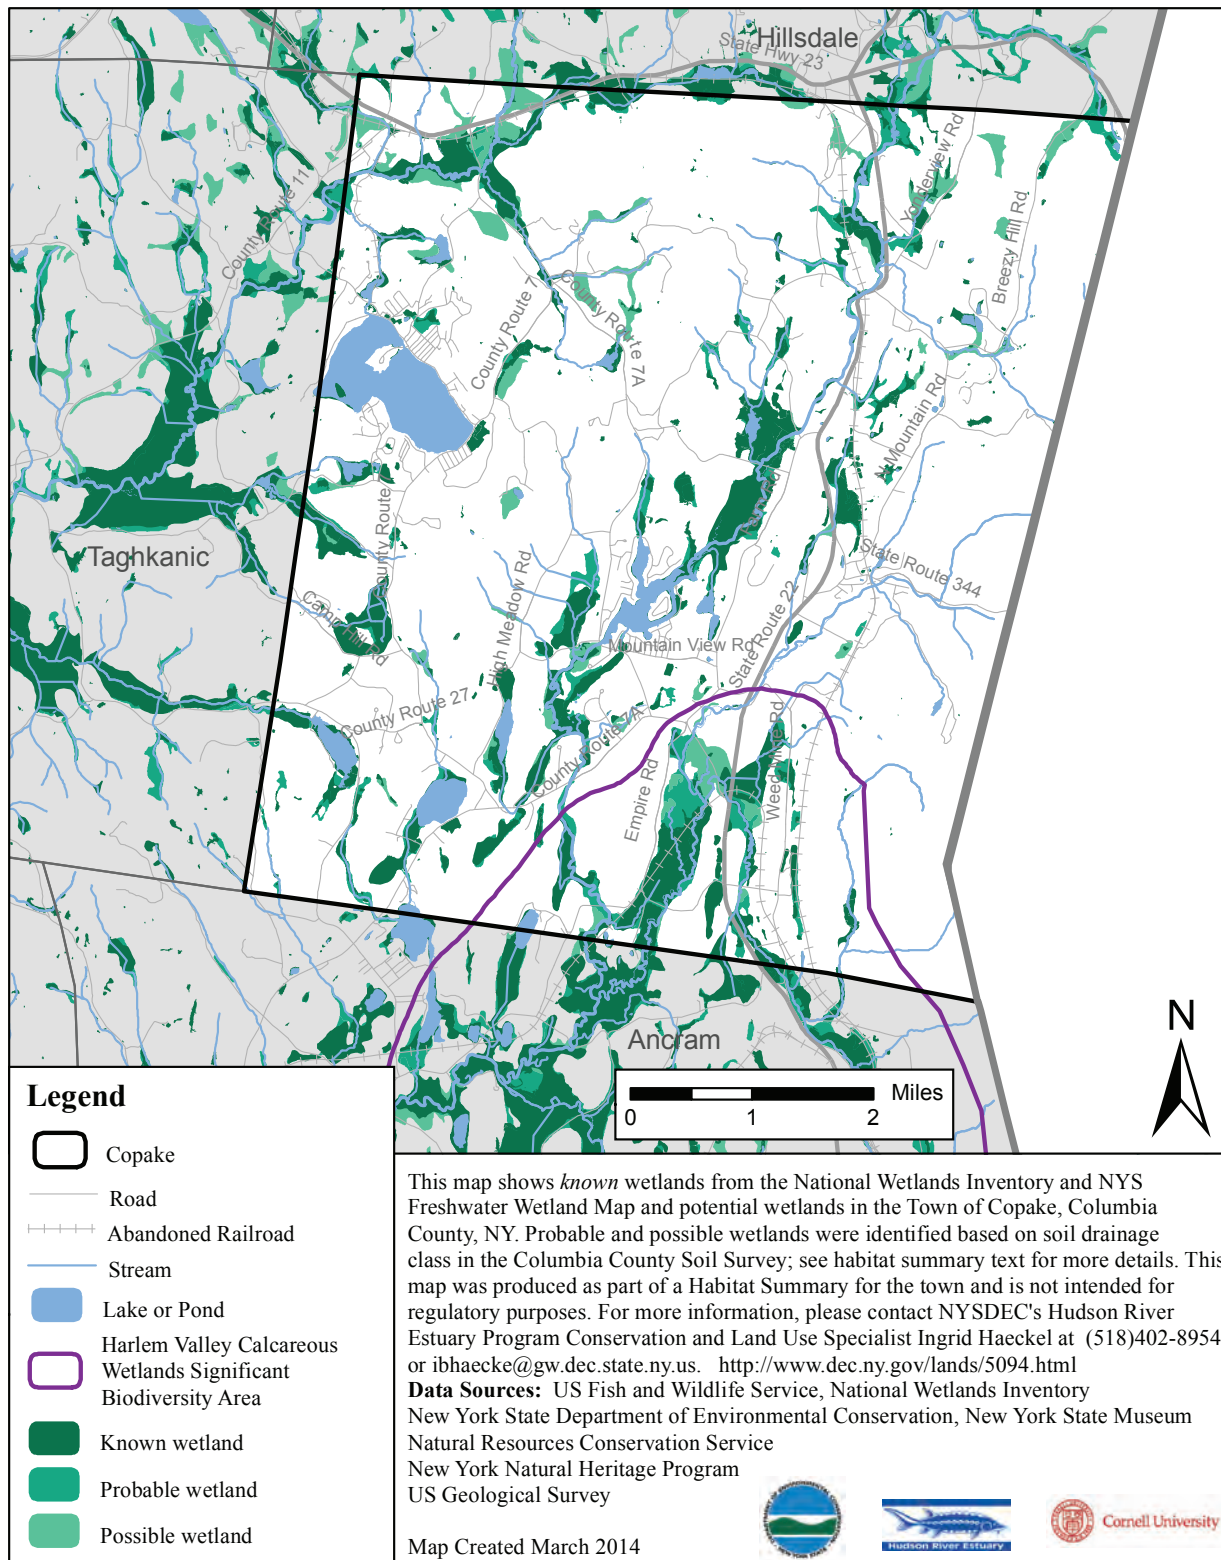 Hillsdale
State Hwy 23
Yonderview Rd
County Route 11
Breezy Hill Rd
County Route 7
County Route 7A
N Mountain Rd
Taghkanic
County Route 7
State Route 344
High Meadow Rd
Camp Hill Rd
Mountain View Rd
State Route 22
County Route 27
County Route 7A
Empire Rd
Weed Mine Rd
Ancram
N
Miles
0 1 2
Legend
Copake
Road
Abandoned Railroad
Stream
Lake or Pond
Harlem Valley Calcareous
Wetlands Significant
Biodiversity Area
Known wetland
Probable wetland
Possible wetland
This map shows known wetlands from the National Wetlands Inventory and NYS
Freshwater Wetland Map and potential wetlands in the Town of Copake, Columbia
County, NY. Probable and possible wetlands were identified based on soil drainage
class in the Columbia County Soil Survey; see habitat summary text for more details. This
map was produced as part of a Habitat Summary for the town and is not intended for
regulatory purposes. For more information, please contact NYSDEC's Hudson River
Estuary Program Conservation and Land Use Specialist Ingrid Haeckel at (518)402-8954
or ibhaecke@gw.dec.state.ny.us. http://www.dec.ny.gov/lands/5094.html
Data Sources: US Fish and Wildlife Service, National Wetlands Inventory
New York State Department of Environmental Conservation, New York State Museum
Natural Resources Conservation Service
New York Natural Heritage Program
US Geological Survey
Map Created March 2014
Hudson River Estuary
Cornell University